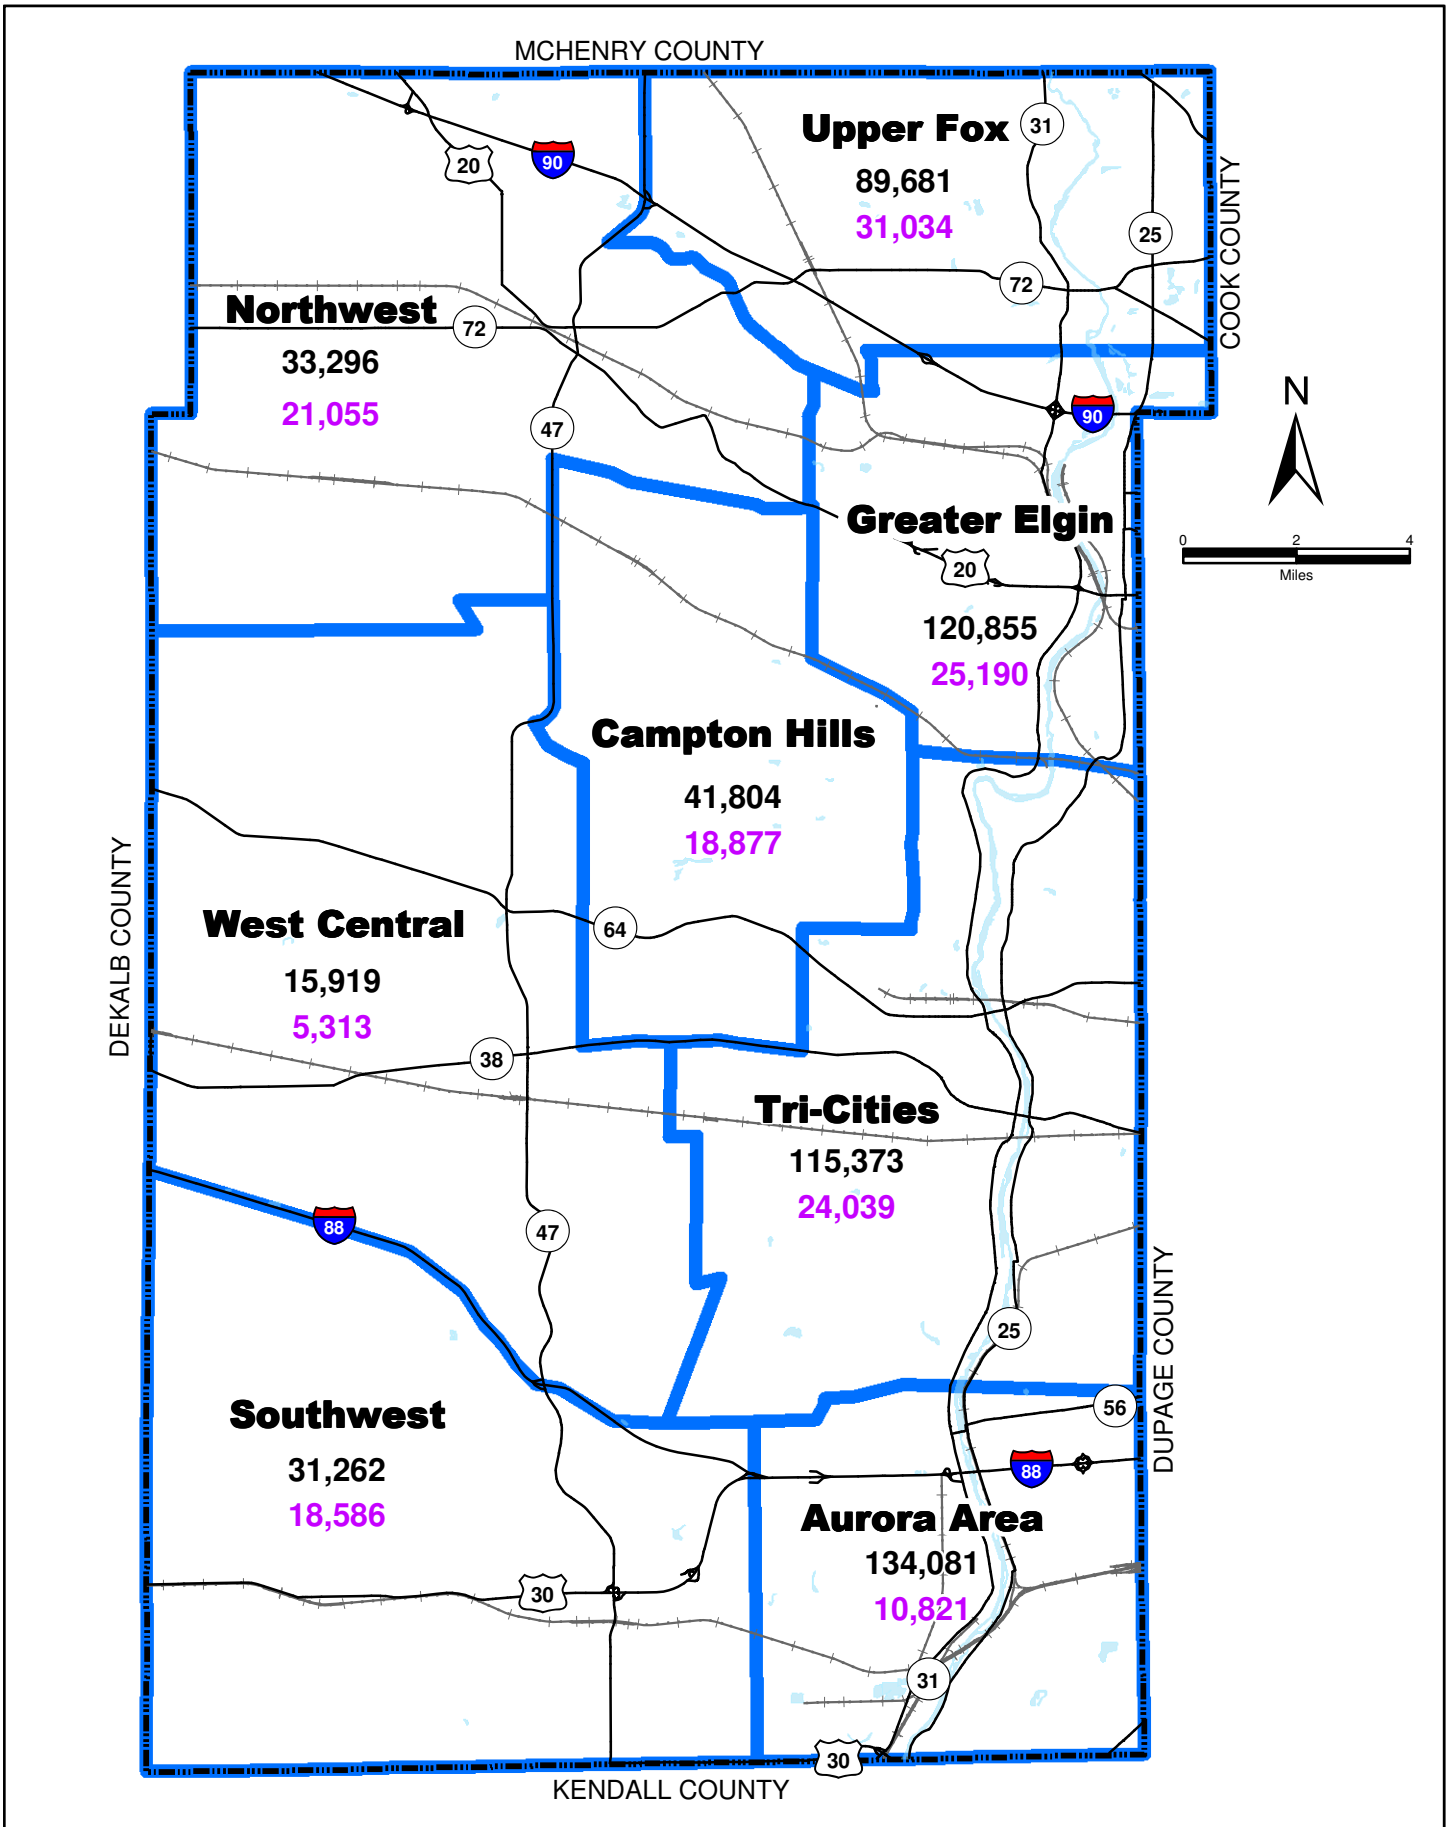 MCHENRY COUNTY
Upper Fox
31
20
90
89,681
31,034
25
COOK COUNTY
72
Northwest
72
33,296
21,055
47
90
N
Greater Elgin
0 2 4
Miles
20
120,855
25,190
Campton Hills
41,804
18,877
DEKALB COUNTY
West Central
64
15,919
5,313
38
Tri-Cities
115,373
24,039
88
47
25
DUPAGE COUNTY
56
Southwest
31,262
18,586
88
Aurora Area
134,081
10,821
30
31
30
KENDALL COUNTY